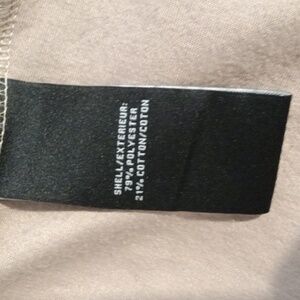 SHELL/EXTERIEUR:
79% POLYESTER
21% COTTON/COTON